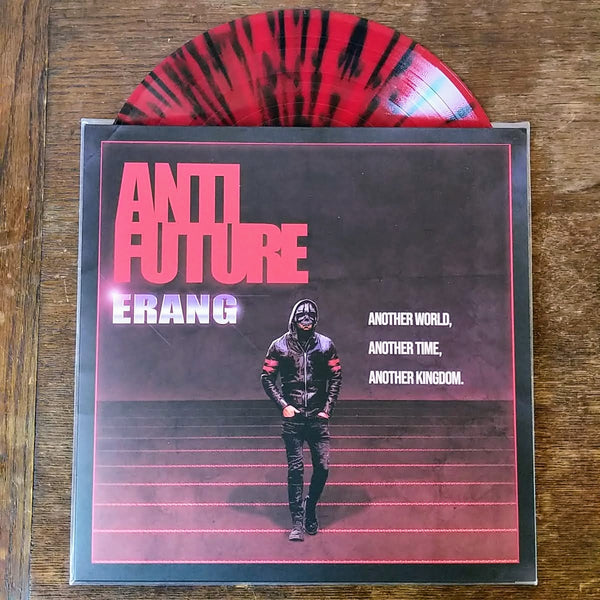 ANTI
FUTURE
ERANG
ANOTHER WORLD,
ANOTHER TIME,
ANOTHER KINGDOM.